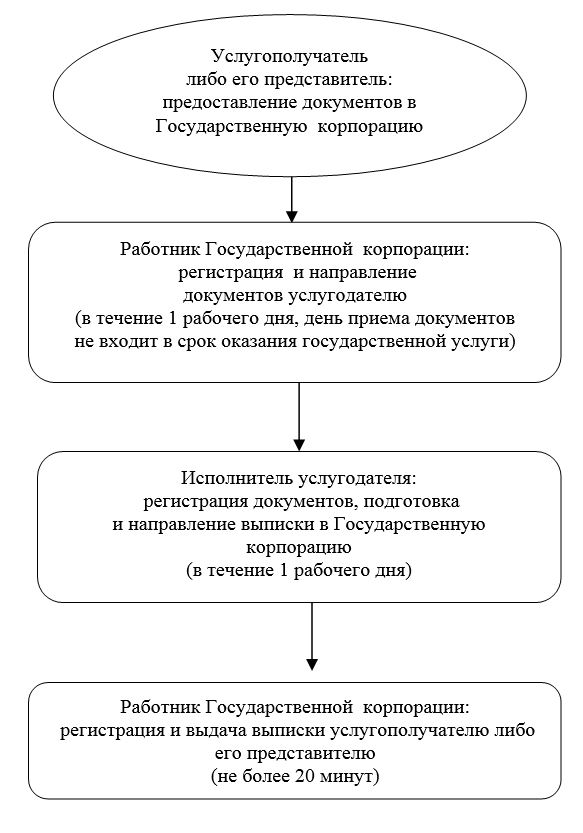 Услугополучатель
либо его представитель:
предоставление документов в
Государственную корпорацию
Работник Государственной корпорации:
регистрация и направление
документов услугодателю
(в течение 1 рабочего дня, день приема документов
не входит в срок оказания государственной услуги)
Исполнитель услугодателя:
регистрация документов, подготовка
и направление выписки в Государственную
корпорацию
(в течение 1 рабочего дня)
Работник Государственной корпорации:
регистрация и выдача выписки услугополучателю либо
его представителю
(не более 20 минут)